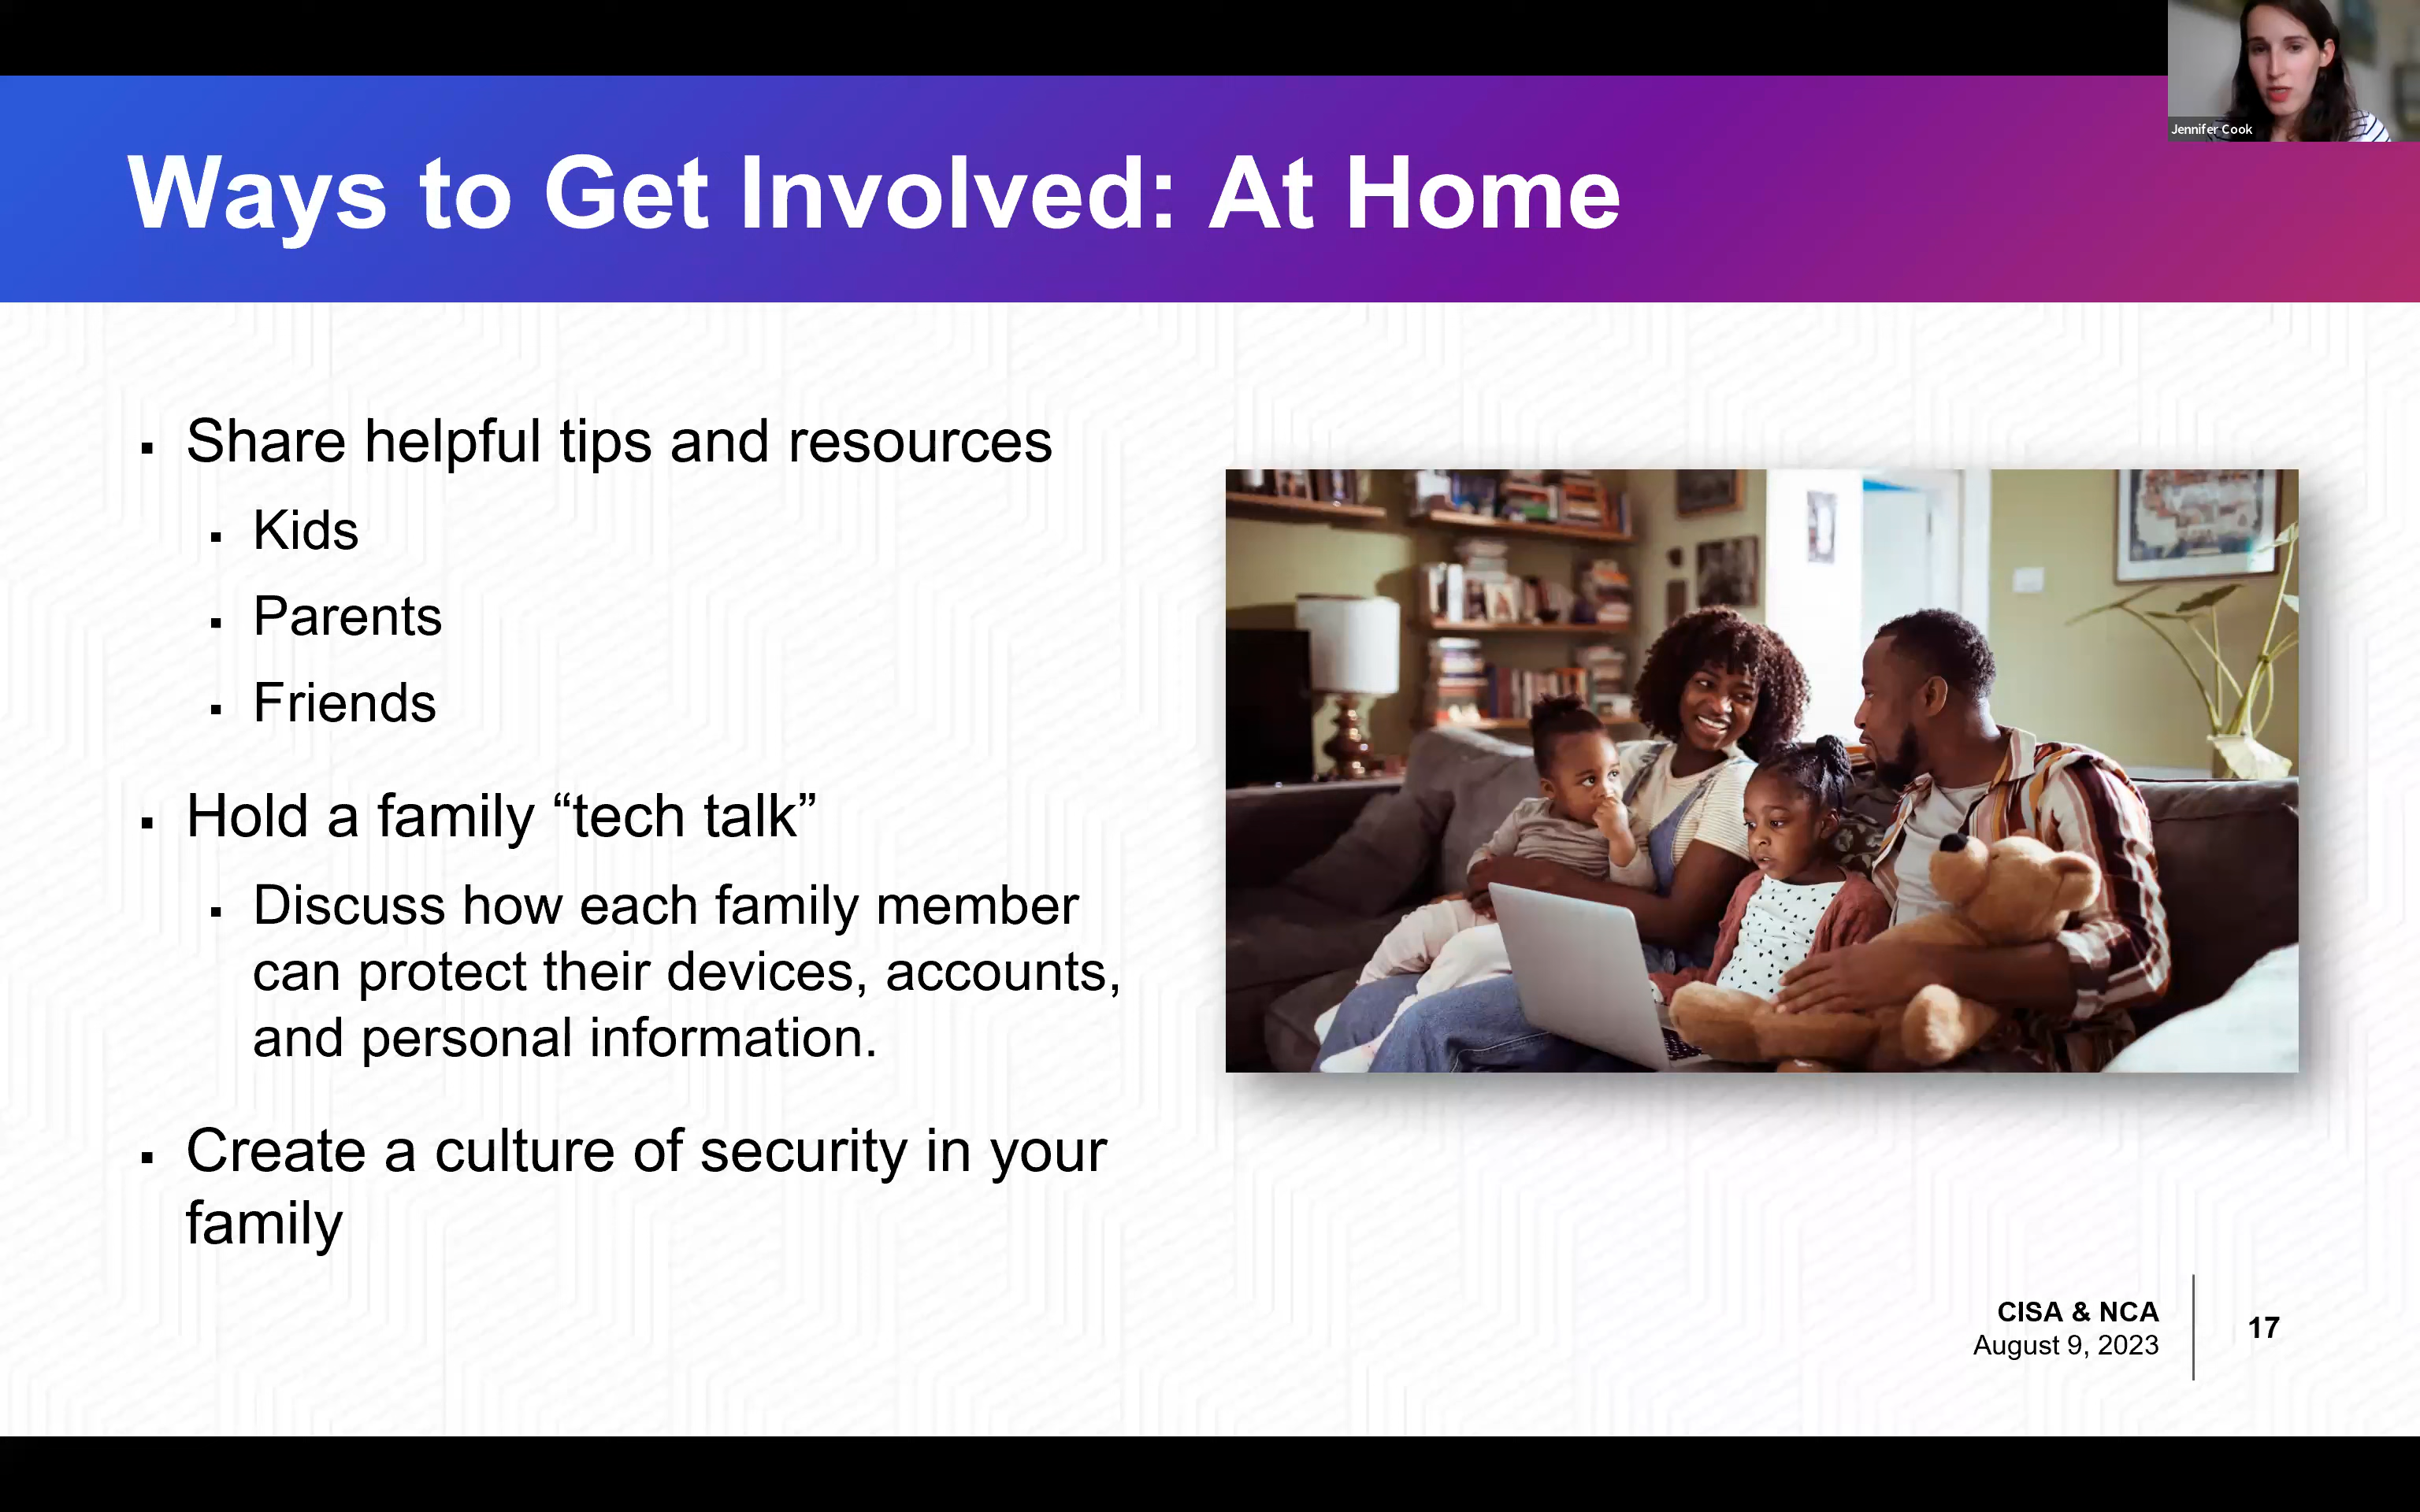 Jennifer Cook
Ways to Get Involved: At Home
▪ Share helpful tips and resources
▪ Kids
▪ Parents
▪ Friends
▪ Hold a family “tech talk”
▪ Discuss how each family member
can protect their devices, accounts,
and personal information.
▪ Create a culture of security in your
family
CISA & NCA
August 9, 2023
17